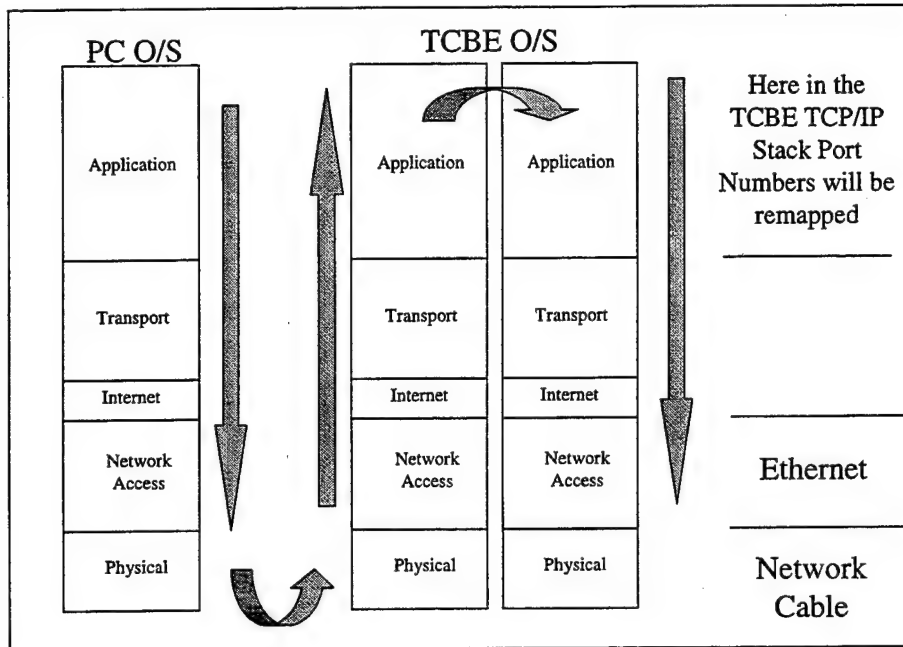 PC O/S
TCBE O/S
Application
Transport
Internet
Network
Access
Physical
Application
Transport
Internet
Network
Access
Physical
Application
Transport
Internet
Network
Access
Physical
Here in the
TCBE TCP/IP
Stack Port
Numbers will be
remapped
Ethernet
Network
Cable